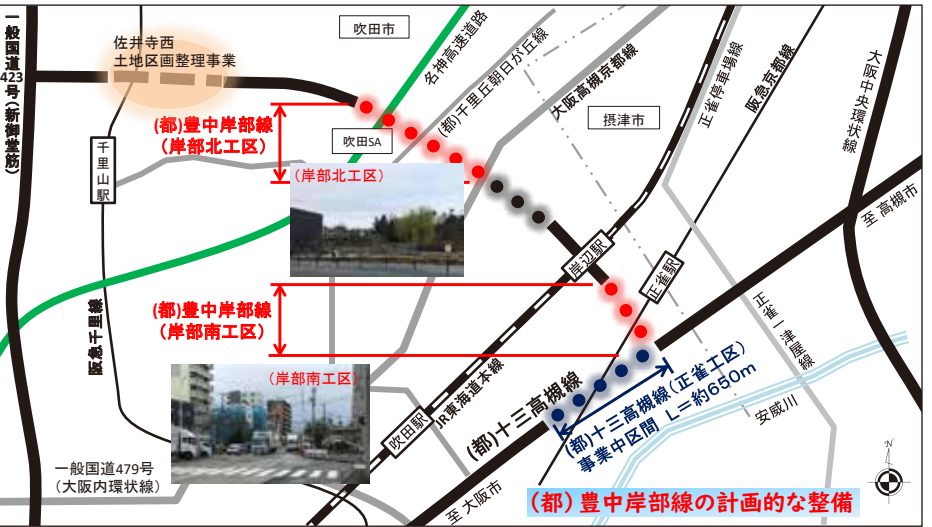 一般国道
423
号(新御堂筋)
佐井寺西
土地区画整理事業
吹田市
名神高速道路
(都)千里丘朝日が丘線
大阪高槻京都線
摂津市
正雀停車場線
阪急京都線
大阪中央環状線
至 高槻市
(都)豊中岸部線
(岸部北工区)
吹田SA
(岸部北工区)
千里山駅
岸辺駅
正雀駅
(都)豊中岸部線
(岸部南工区)
阪急千里線
(岸部南工区)
正雀一津屋線
JR東海道本線
吹田駅
(都)十三高槻線
(都)十三高槻線(正雀工区)
事業中区間 L=約650m
安威川
一般国道479号
(大阪内環状線)
至 大阪市
N
(都) 豊中岸部線の計画的な整備